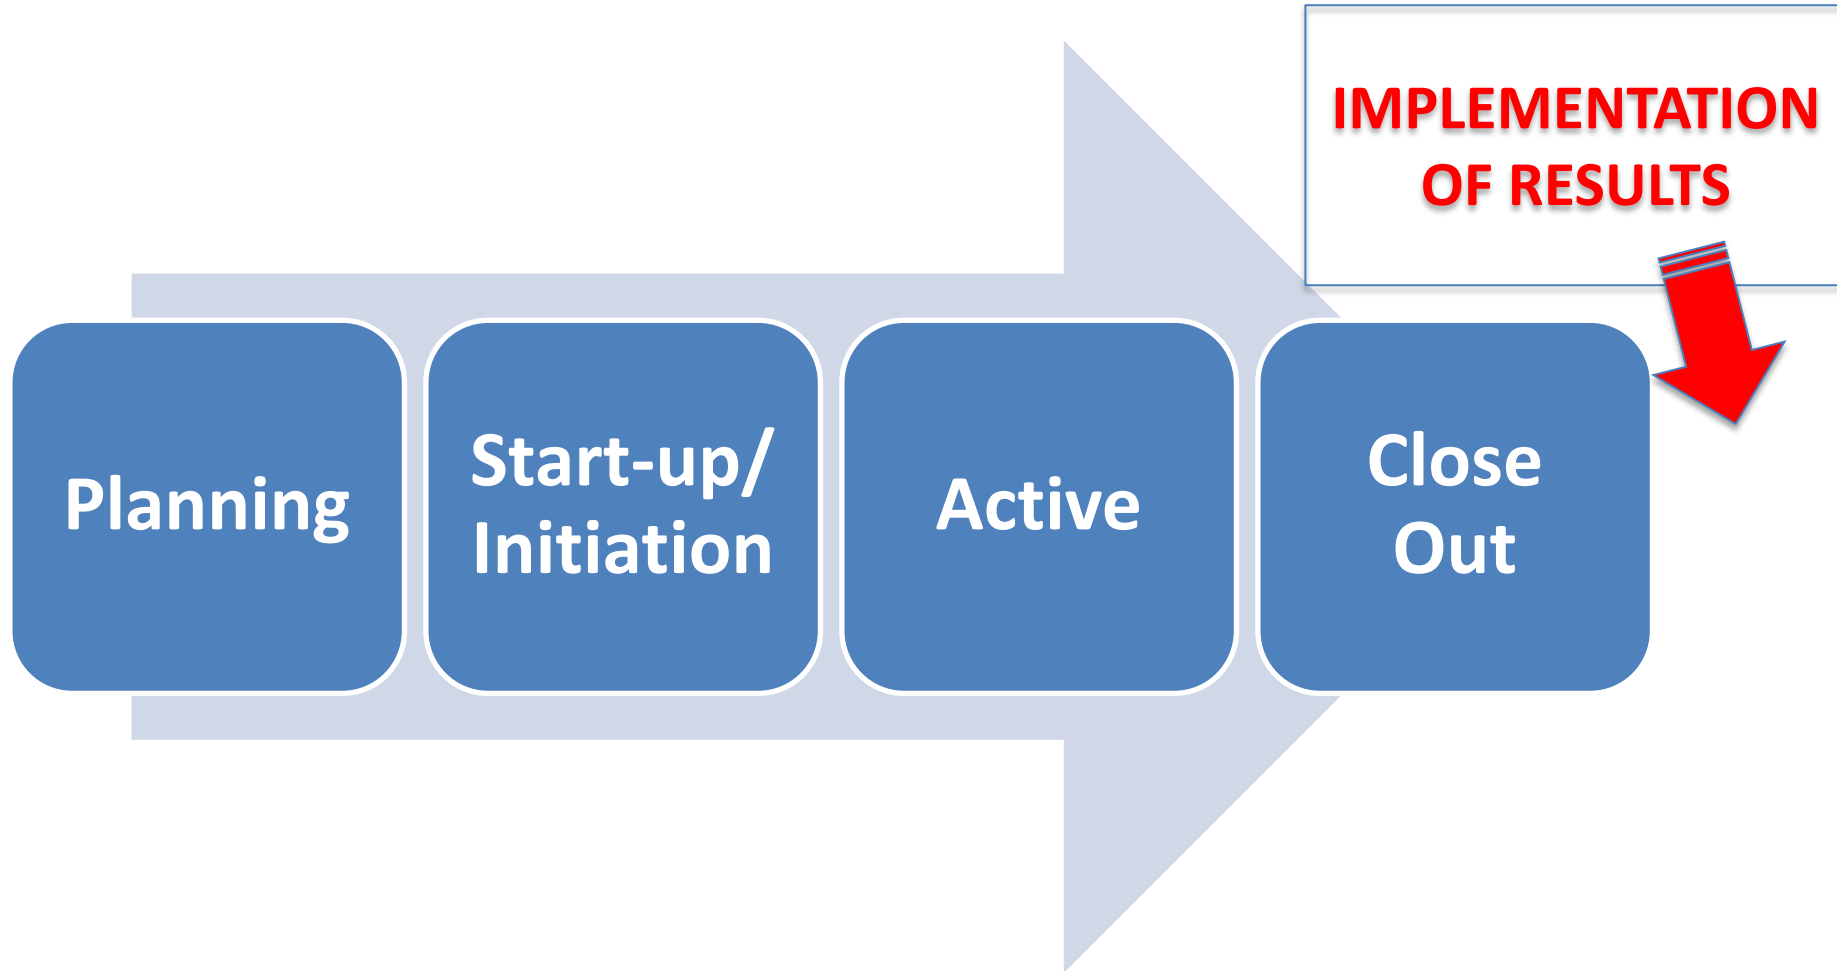 IMPLEMENTATION
OF RESULTS
Planning
Start-up/
Initiation
Active
Close
Out